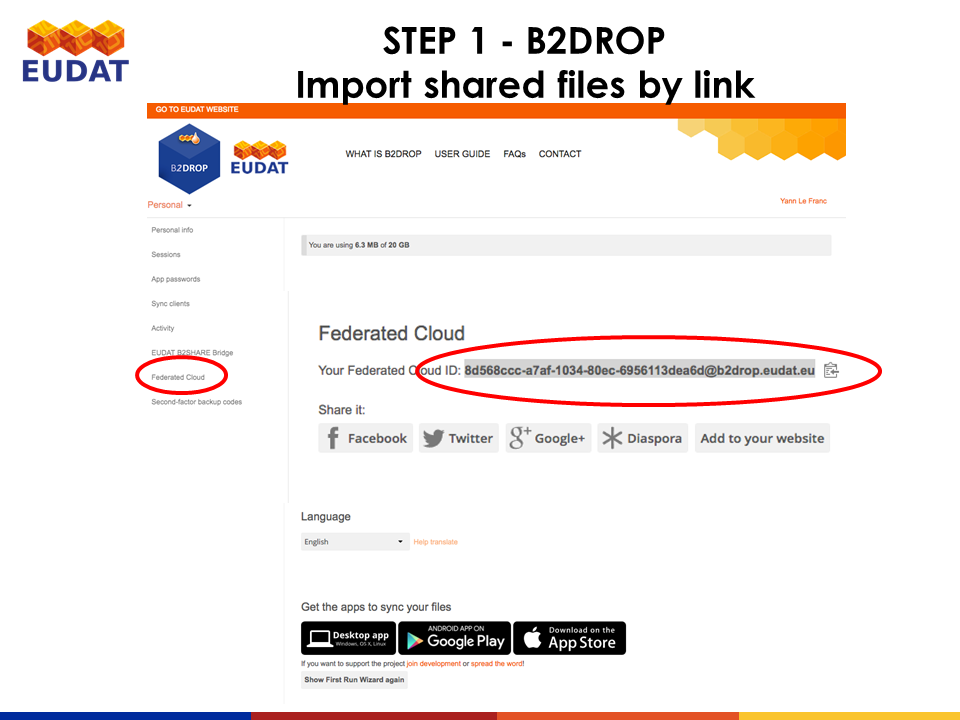 EUDAT
STEP 1 - B2DROP
Import shared files by link
GO TO EUDAT WEBSITE
B2DROP
EUDAT
WHAT IS B2DROP USER GUIDE FAQs CONTACT
Personal
Yann Le Franc
Personal info
Sessions
App passwords
Sync clients
Activity
EUDAT B2SHARE Bridge
Federated Cloud
Second-factor backup codes
You are using 6.3 MB of 20 GB
Federated Cloud
Your Federated Cloud ID: 8d568ccc-a7af-1034-80ec-6956113dea6d@b2drop.eudat.eu
Share it:
Facebook Twitter Google+ Diaspora Add to your website
Language
English Help translate
Get the apps to sync your files
Desktop app
Windows, OS X, Linux
ANDROID APP ON
Google Play
Download on the
App Store
If you want to support the project join development or spread the word!
Show First Run Wizard again